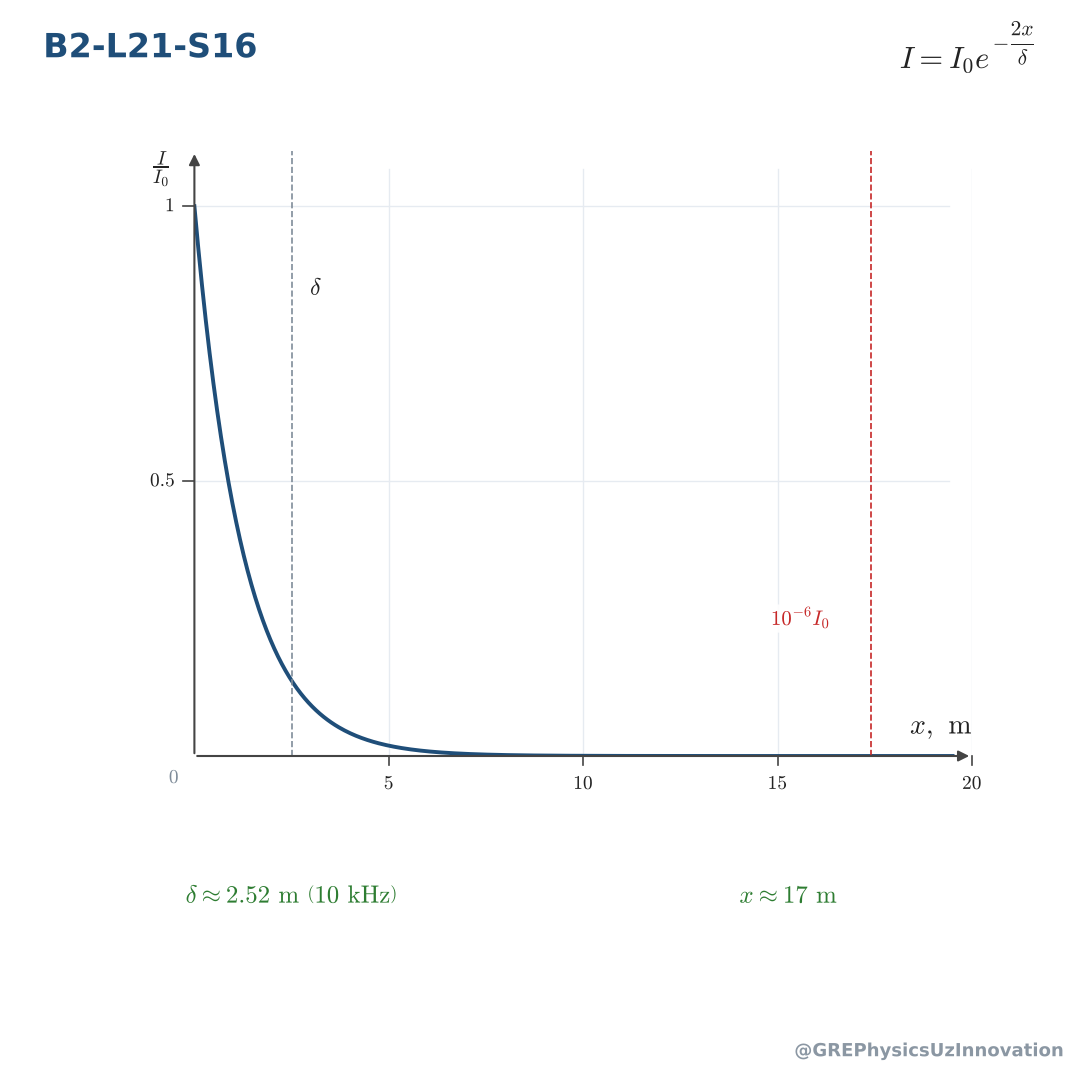 B2-L21-S16
I = I₀e^{-2x/δ}
I/I₀
1
δ
0.5
10⁻⁶I₀
x, m
0
5 10 15 20
δ ≈ 2.52 m (10 kHz) x ≈ 17 m
@GREPhysicsUzInnovation